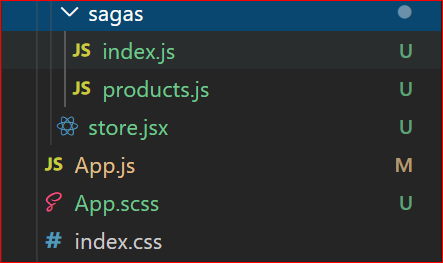 sagas
JS index.js U
JS products.js U
store.jsx U
JS App.js M
App.scss U
# index.css